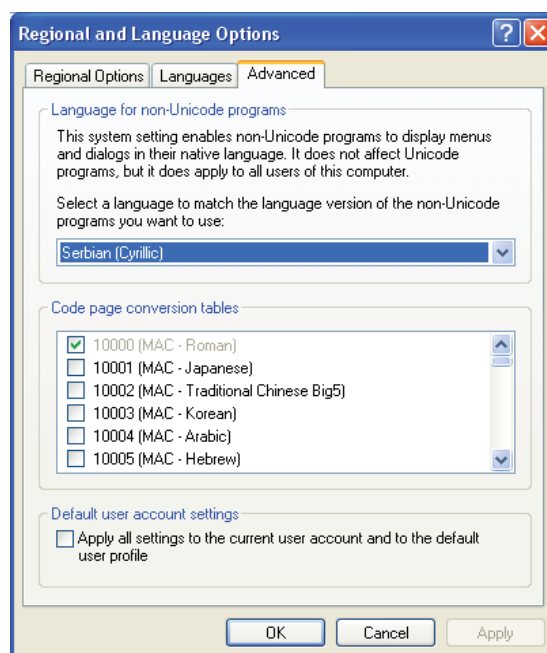 Regional and Language Options
Regional Options Languages Advanced
Language for non-Unicode programs
This system setting enables non-Unicode programs to display menus
and dialogs in their native language. It does not affect Unicode
programs, but it does apply to all users of this computer.
Select a language to match the language version of the non-Unicode
programs you want to use:
Serbian (Cyrillic)
Code page conversion tables
10000 (MAC - Roman)
10001 (MAC - Japanese)
10002 (MAC - Traditional Chinese Big5)
10003 (MAC - Korean)
10004 (MAC - Arabic)
10005 (MAC - Hebrew)
Default user account settings
Apply all settings to the current user account and to the default
user profile
OK Cancel Apply